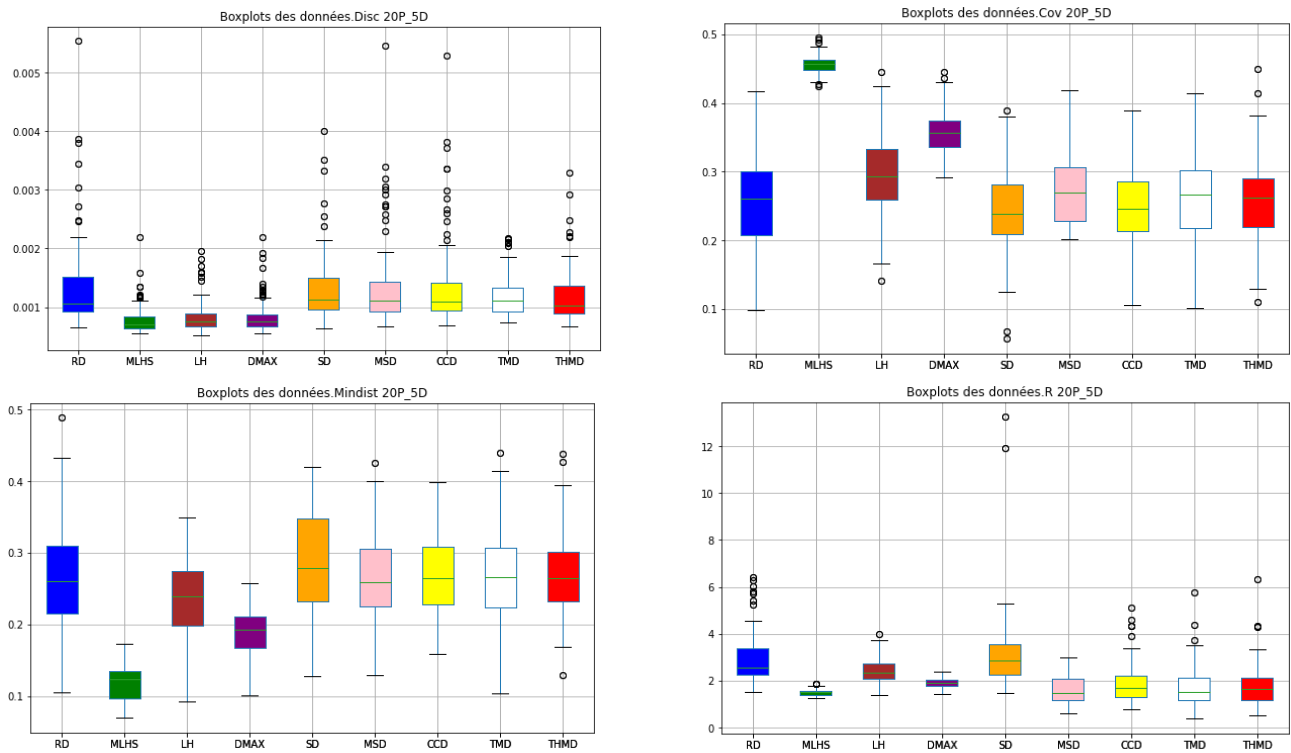 Boxplots des données.Disc 20P_5D
0.005
0.004
0.003
0.002
0.001
RD MLHS LH DMAX SD MSD CCD TMD THMD
Boxplots des données.Cov 20P_5D
0.5
0.4
0.3
0.2
0.1
RD MLHS LH DMAX SD MSD CCD TMD THMD
Boxplots des données.Mindist 20P_5D
0.5
0.4
0.3
0.2
0.1
RD MLHS LH DMAX SD MSD CCD TMD THMD
Boxplots des données.R 20P_5D
12
10
8
6
4
2
0
RD MLHS LH DMAX SD MSD CCD TMD THMD